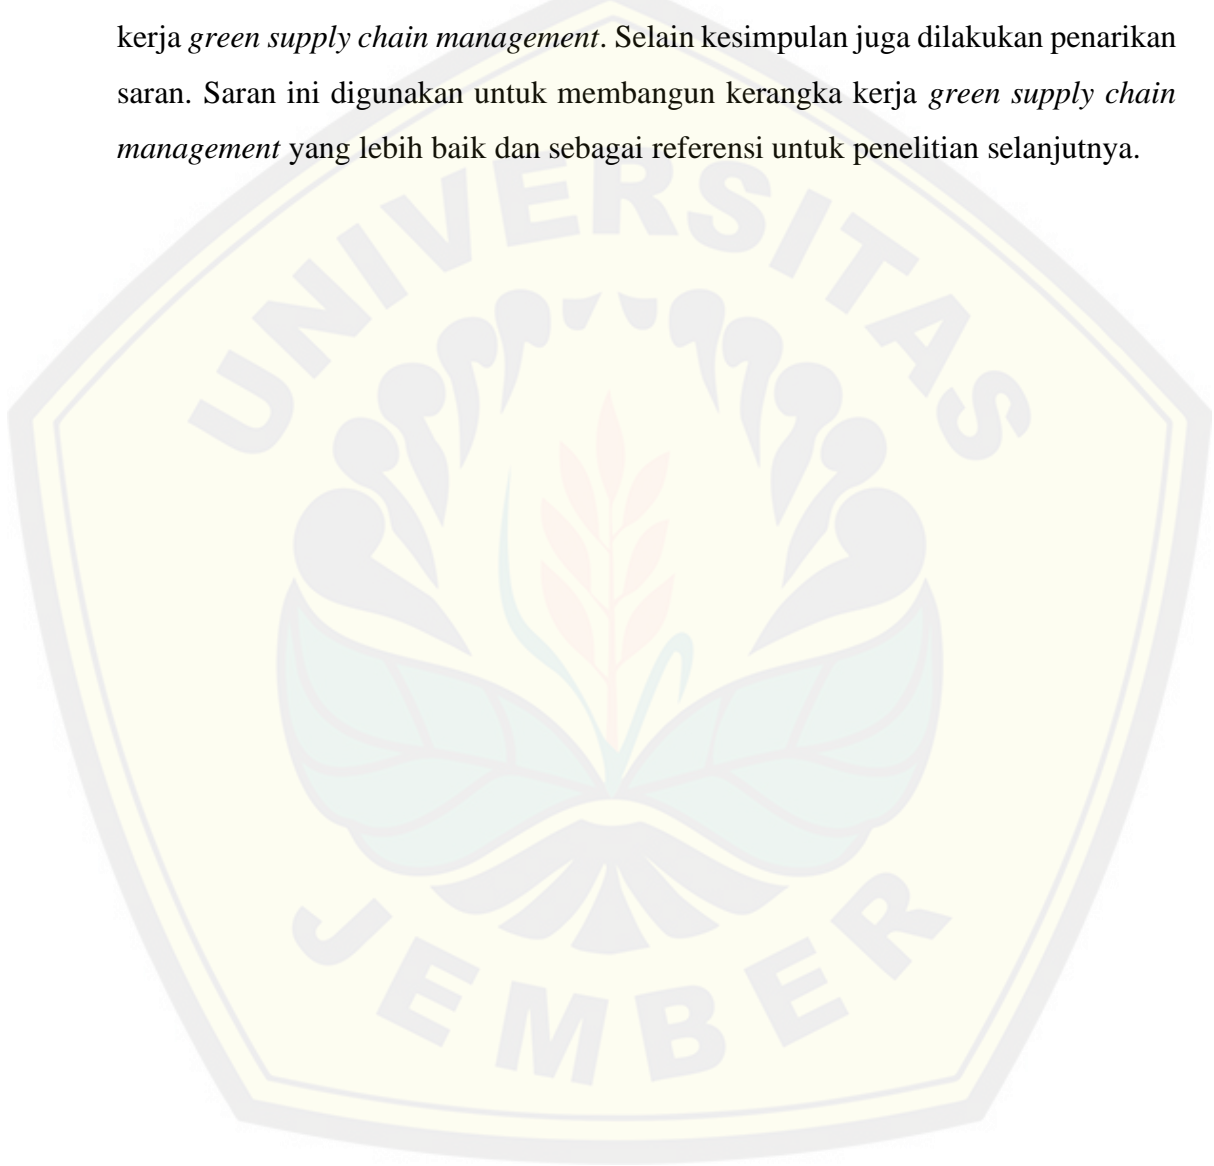 kerja green supply chain management. Selain kesimpulan juga dilakukan penarikan
saran. Saran ini digunakan untuk membangun kerangka kerja green supply chain
management yang lebih baik dan sebagai referensi untuk penelitian selanjutnya.
UNIVERSITAS
JEMBER